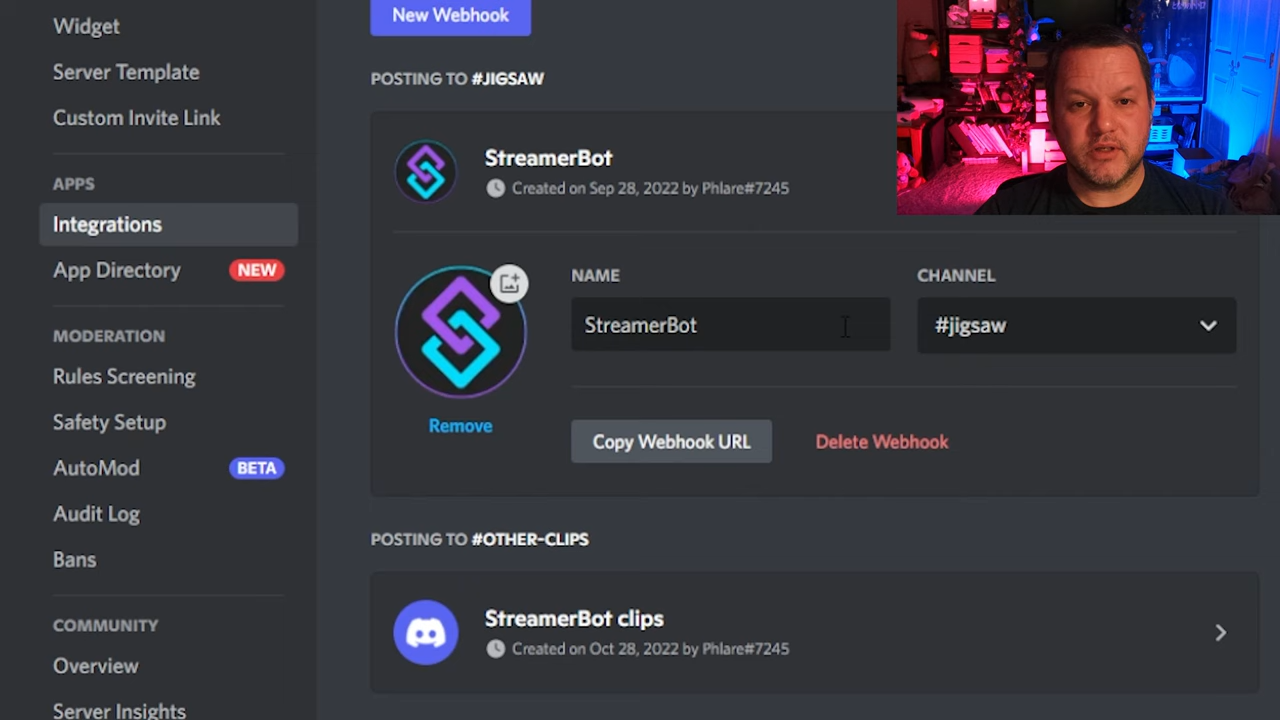 Widget
Server Template
Custom Invite Link
APPS
Integrations
App Directory NEW
MODERATION
Rules Screening
Safety Setup
AutoMod BETA
Audit Log
Bans
COMMUNITY
Overview
Server Insights
New Webhook
POSTING TO #JIGSAW
StreamerBot
Created on Sep 28, 2022 by Phlare#7245
NAME
StreamerBot
CHANNEL
#jigsaw
Remove
Copy Webhook URL
Delete Webhook
POSTING TO #OTHER-CLIPS
StreamerBot clips
Created on Oct 28, 2022 by Phlare#7245